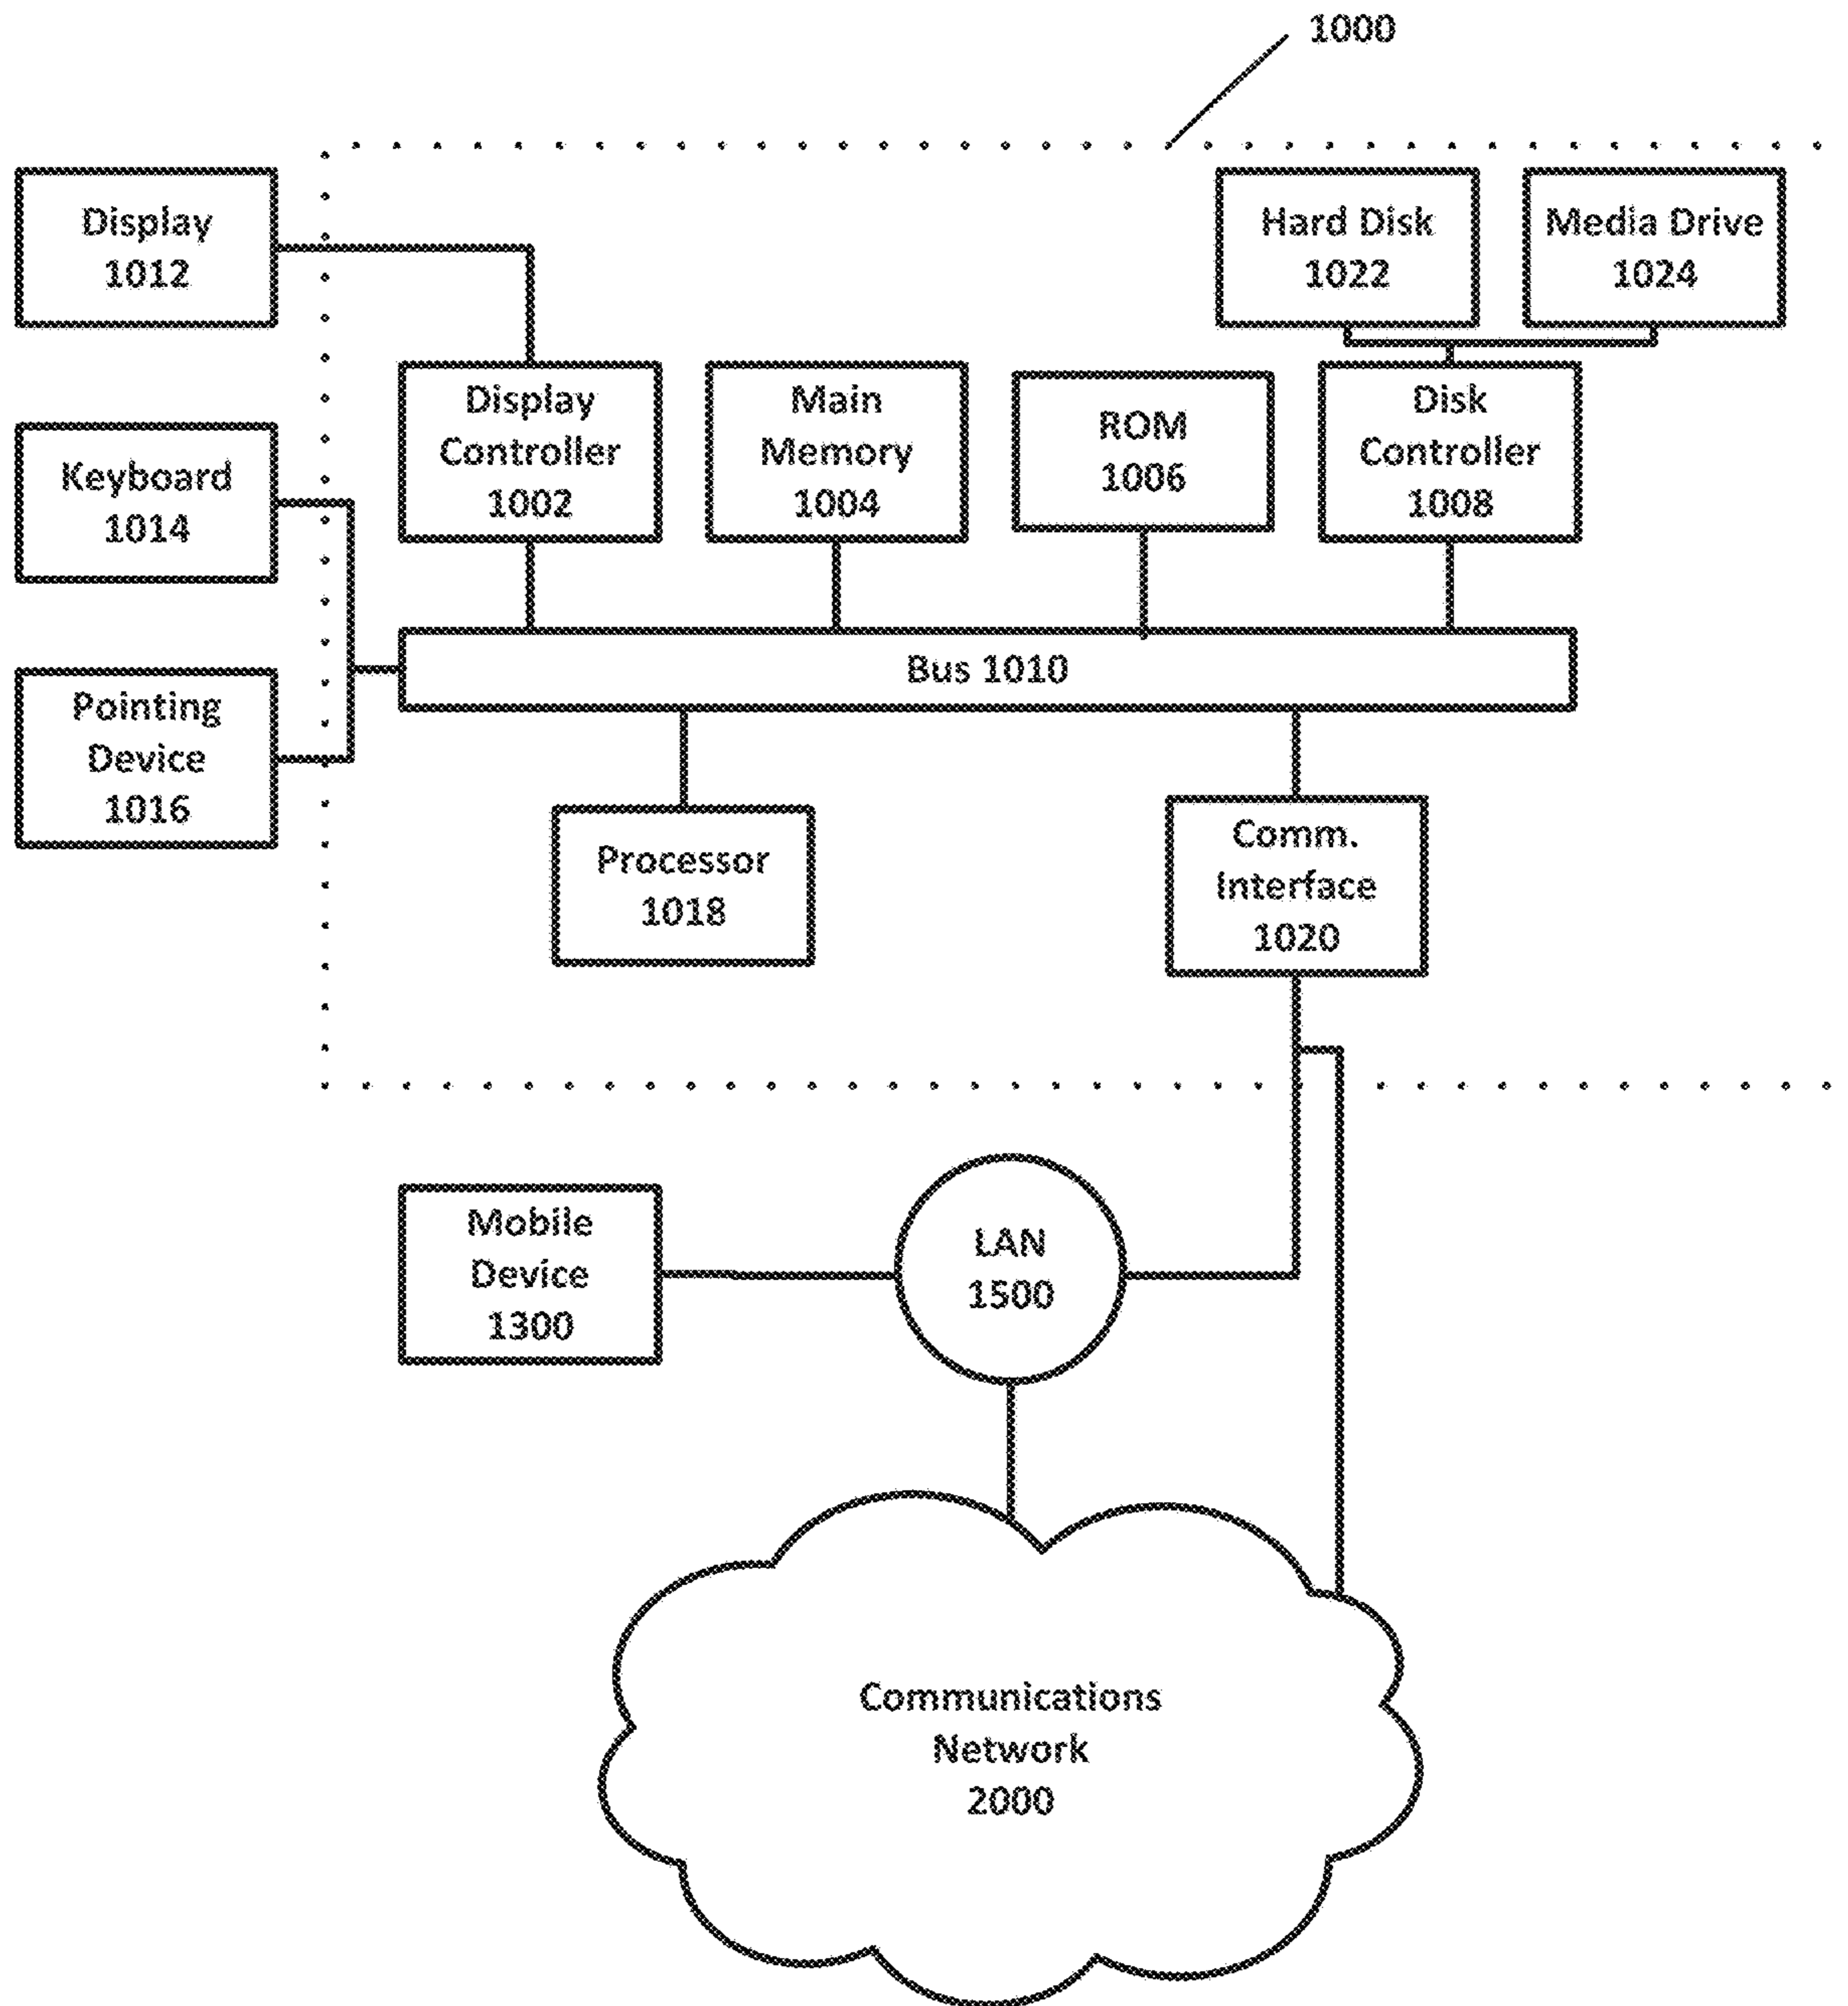 1000
Display
1012
Hard Disk
1022
Media Drive
1024
Keyboard
1014
Display
Controller
1002
Main
Memory
1004
ROM
1006
Disk
Controller
1008
Bus 1010
Pointing
Device
1016
Processor
1018
Comm.
Interface
1020
Mobile
Device
1300
LAN
1500
Communications
Network
2000